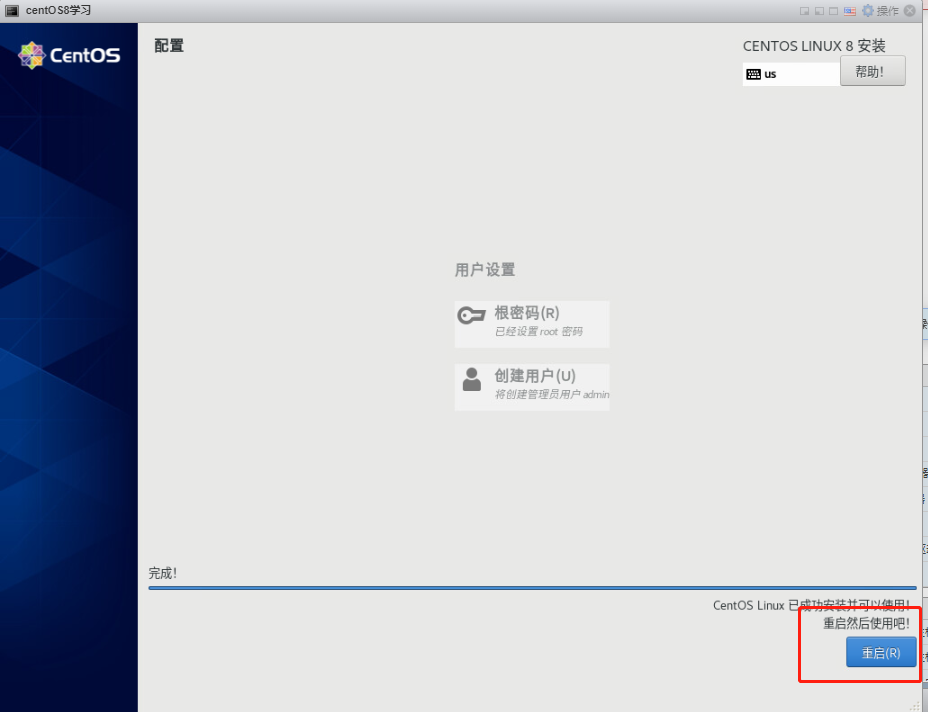 centOS8学习
操作
CentOS
配置
CENTOS LINUX 8 安装
us
帮助!
用户设置
根密码(R)
已经设置 root 密码
创建用户(U)
将创建管理员用户 admin
完成!
CentOS Linux 已成功安装并可以使用!
重启然后使用吧!
重启(R)